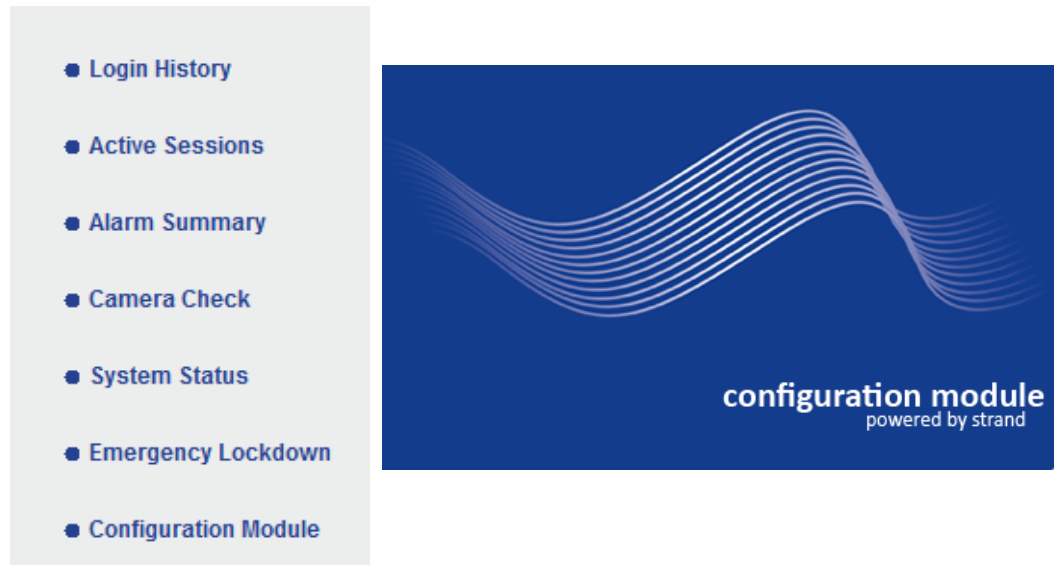 Login History
Active Sessions
Alarm Summary
Camera Check
System Status
Emergency Lockdown
Configuration Module
configuration module
powered by strand